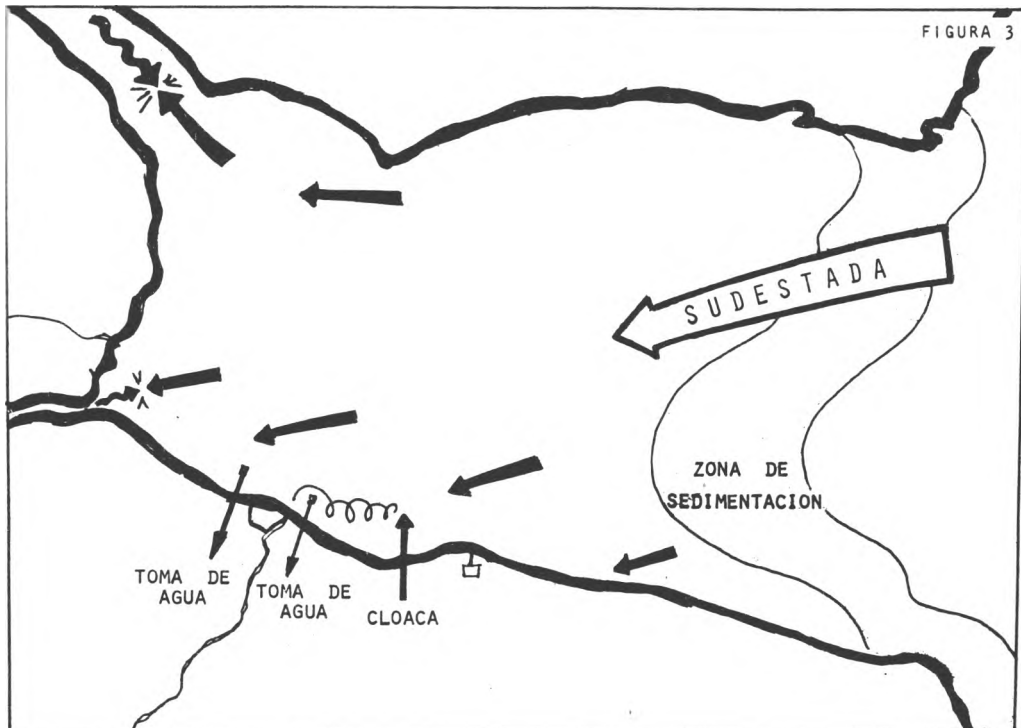 FIGURA 3
SUDESTADA
ZONA DE
SEDIMENTACION
TOMA DE
AGUA
TOMA DE
AGUA
CLOACA